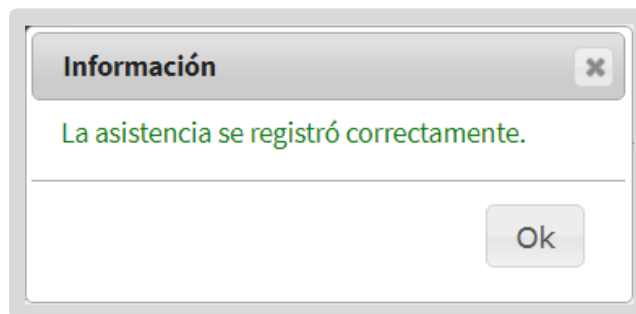 Información
La asistencia se registró correctamente.
Ok